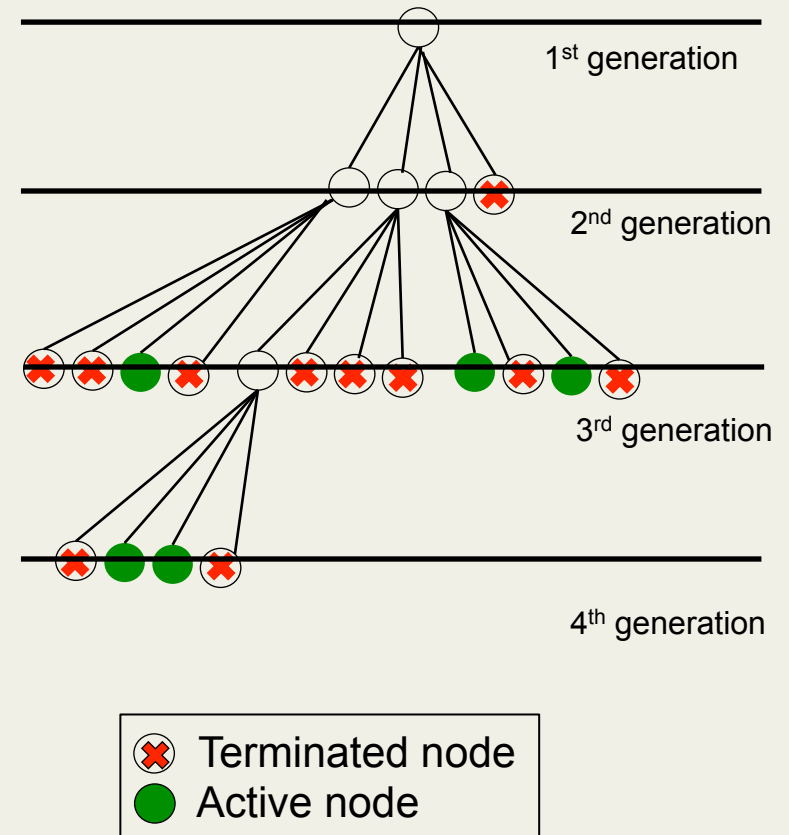 1st generation
2nd generation
3rd generation
4th generation
Terminated node
Active node